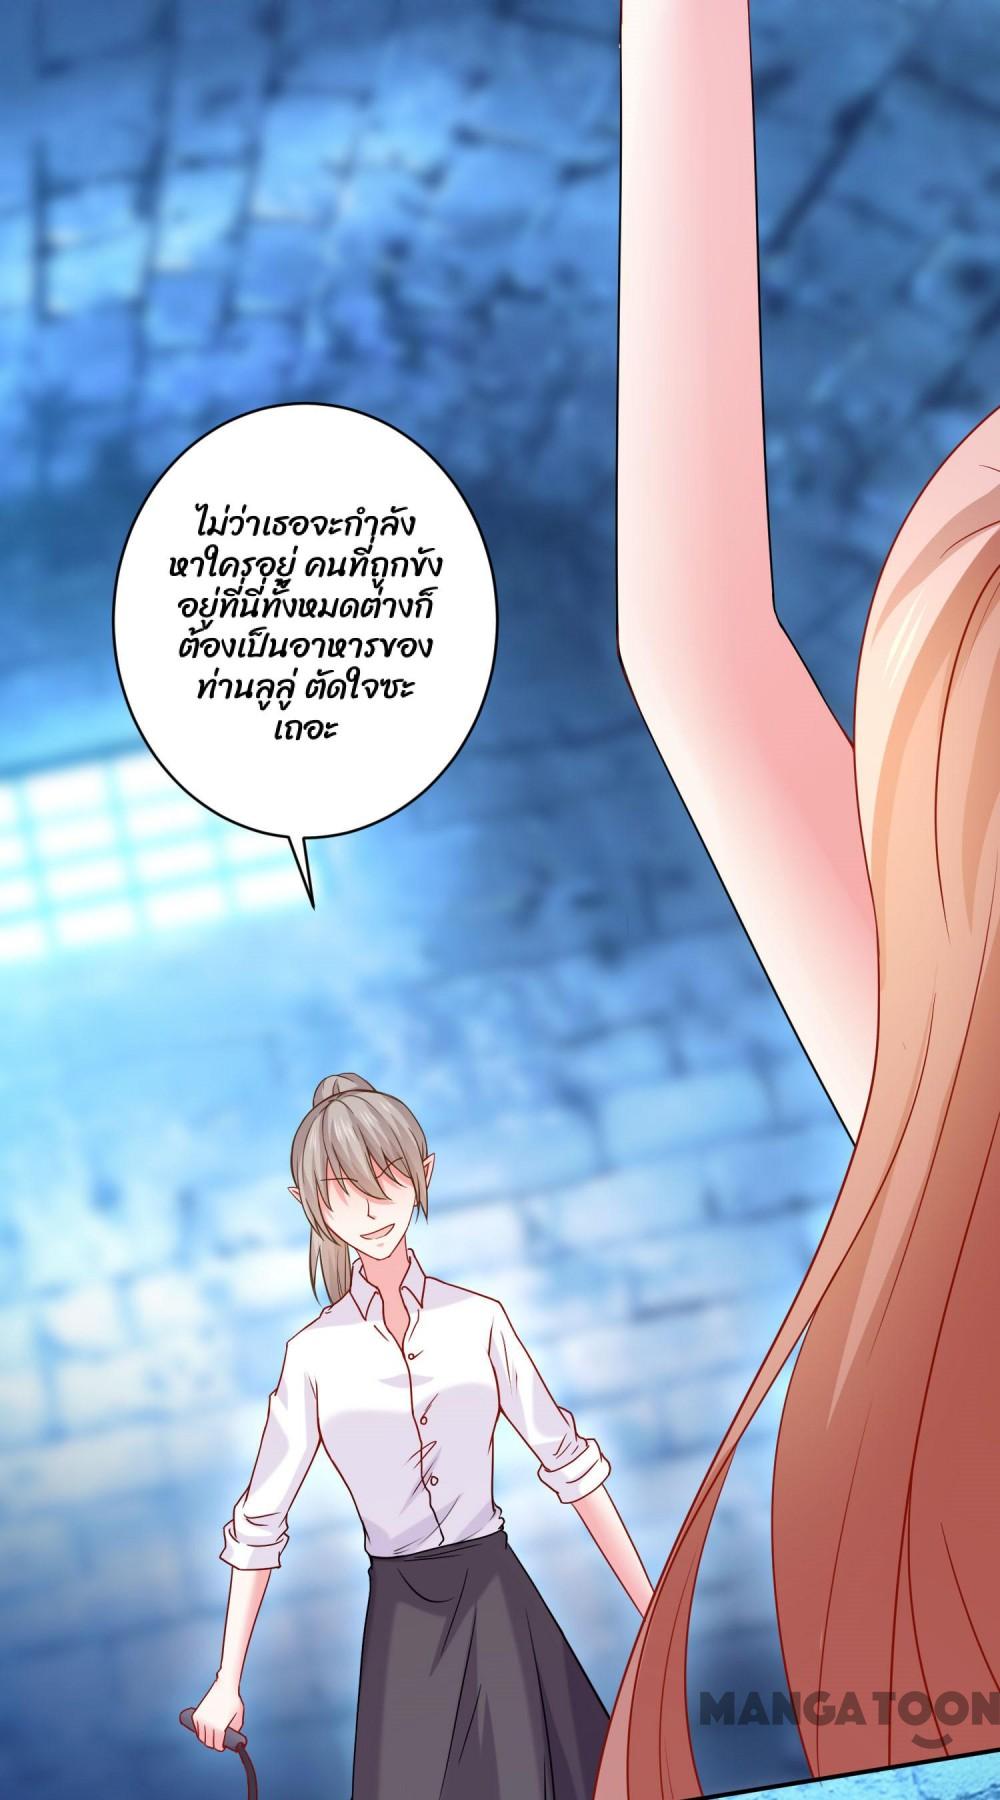 ไม่ว่าเธอจะกำลัง
หาใครอยู่ คนที่ถูกขัง
อยู่ที่นี่ทั้งหมดต่างก็
ต้องเป็นอาหารของ
ท่านลูลู่ ตัดใจซะ
เถอะ
MANGATOON